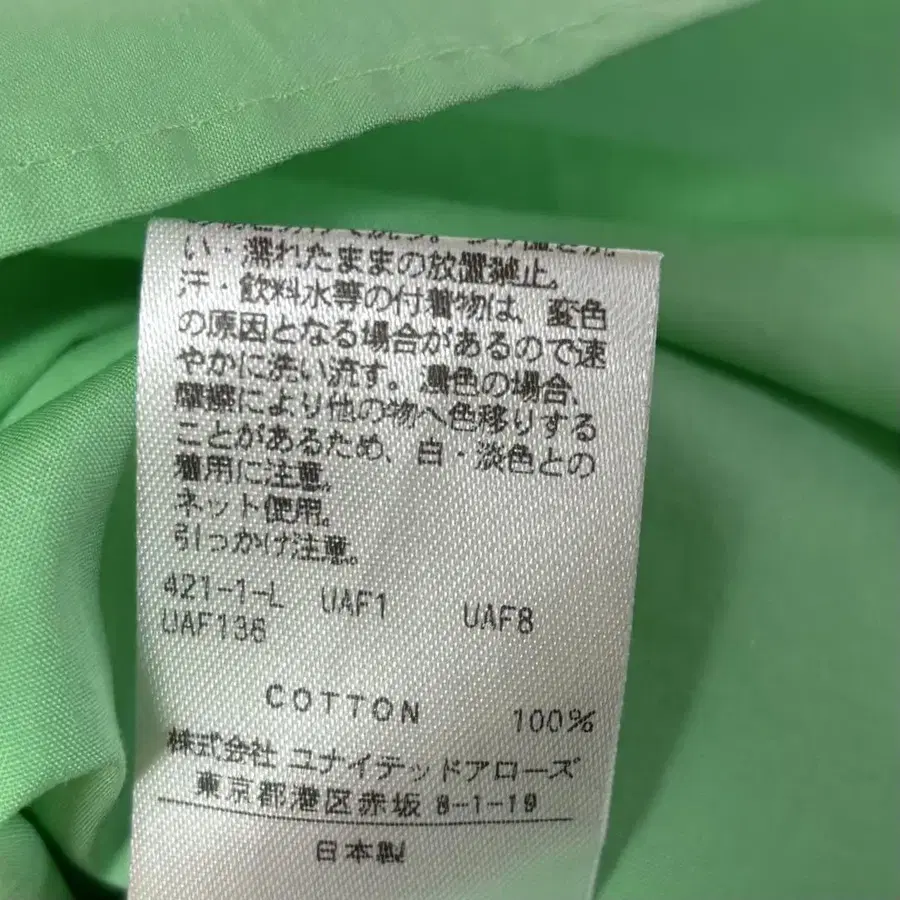 い・濡れたままの放置禁止。
汗・飲料水等の付着物は、変色
の原因となる場合があるので速
やかに洗い流す。濃色の場合、
摩擦により他の物へ色移りする
ことがあるため、白・淡色との
着用に注意。
ネット使用。
引っかけ注意。
421-1-L UAF1 UAF8
UAF136
COTTON 100%
株式会社 ユナイテッドアローズ
東京都港区赤坂 8-1-19
日本製